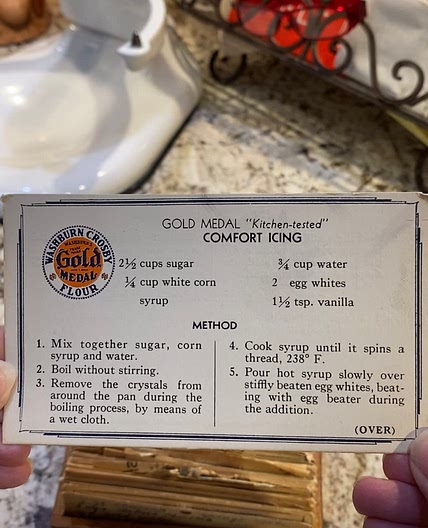 GOLD MEDAL "Kitchen-tested"
COMFORT ICING
WASHBURN CROSBY
Gold
MEDAL
FLOUR
2½ cups sugar
¼ cup white corn
syrup
¾ cup water
2 egg whites
1½ tsp. vanilla
METHOD
1. Mix together sugar, corn
syrup and water.
2. Boil without stirring.
3. Remove the crystals from
around the pan during the
boiling process, by means of
a wet cloth.
4. Cook syrup until it spins a
thread, 238° F.
5. Pour hot syrup slowly over
stiffly beaten egg whites, beat-
ing with egg beater during
the addition.
(OVER)